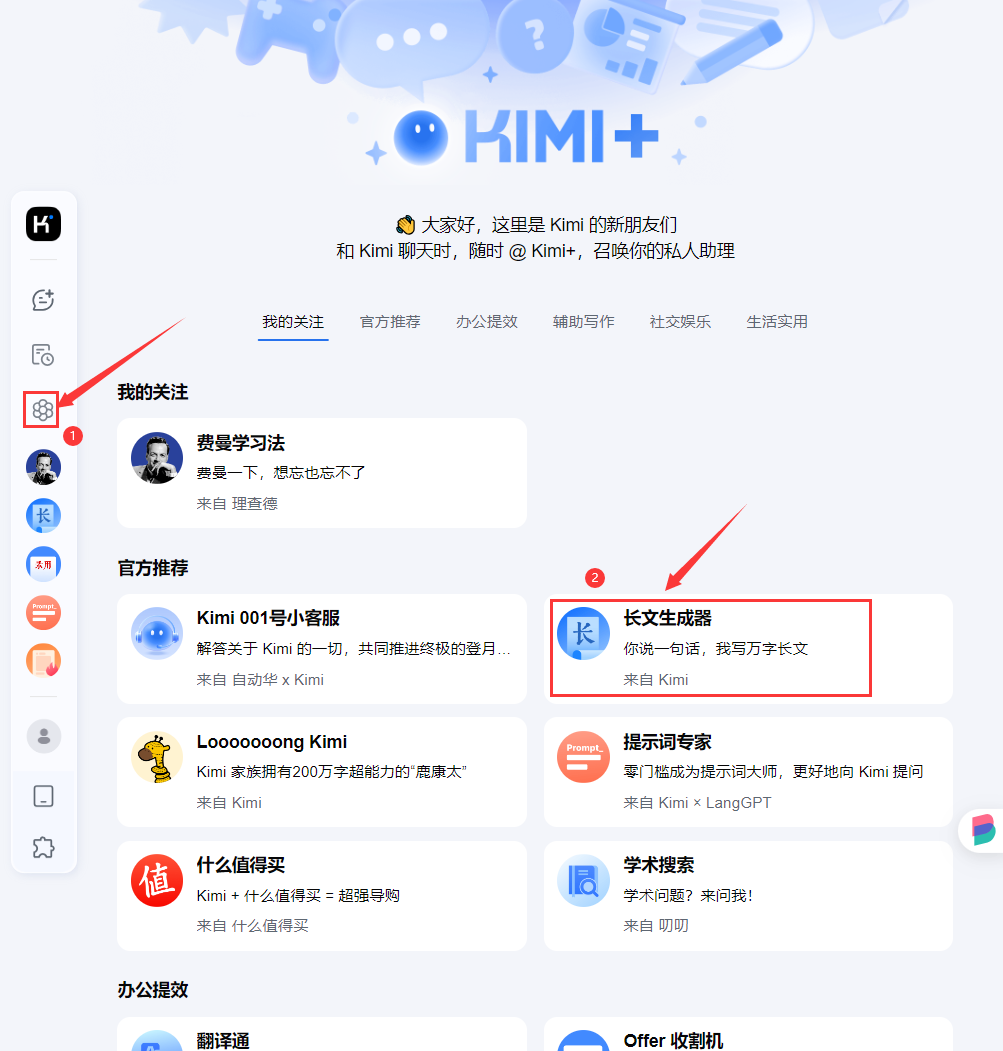 KIMI+
👏 大家好，这里是 Kimi 的新朋友们
和 Kimi 聊天时，随时 @ Kimi+，召唤你的私人助理
我的关注 官方推荐 办公提效 辅助写作 社交娱乐 生活实用
1
长
Prompt_
我的关注
费曼学习法
费曼一下，想忘也忘不了
来自 理查德
官方推荐
2
Kimi 001号小客服
解答关于 Kimi 的一切，共同推进终极的登月...
来自 自动华 x Kimi
长
长文生成器
你说一句话，我写万字长文
来自 Kimi
Looooooong Kimi
Kimi 家族拥有200万字超能力的“鹿康太”
来自 Kimi
Prompt_
提示词专家
零门槛成为提示词大师，更好地向 Kimi 提问
来自 Kimi × LangGPT
值
什么值得买
Kimi + 什么值得买 = 超强导购
来自 什么值得买
学术搜索
学术问题？来问我！
来自 叨叨
办公提效
翻译通
Offer 收割机